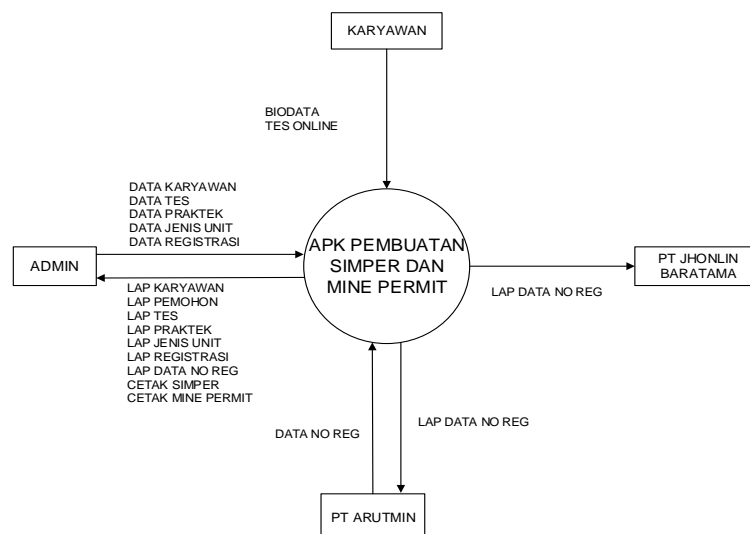 KARYAWAN
BIODATA
TES ONLINE
DATA KARYAWAN
DATA TES
DATA PRAKTEK
DATA JENIS UNIT
DATA REGISTRASI
ADMIN
LAP KARYAWAN
LAP PEMOHON
LAP TES
LAP PRAKTEK
LAP JENIS UNIT
LAP REGISTRASI
LAP DATA NO REG
CETAK SIMPER
CETAK MINE PERMIT
APK PEMBUATAN
SIMPER DAN
MINE PERMIT
LAP DATA NO REG
PT JHONLIN
BARATAMA
DATA NO REG
LAP DATA NO REG
PT ARUTMIN